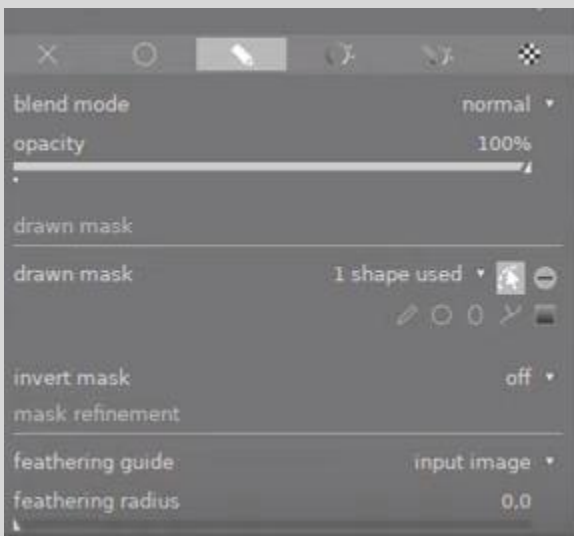 blend mode normal
opacity 100%
drawn mask
drawn mask 1 shape used
invert mask off
mask refinement
feathering guide input image
feathering radius 0,0